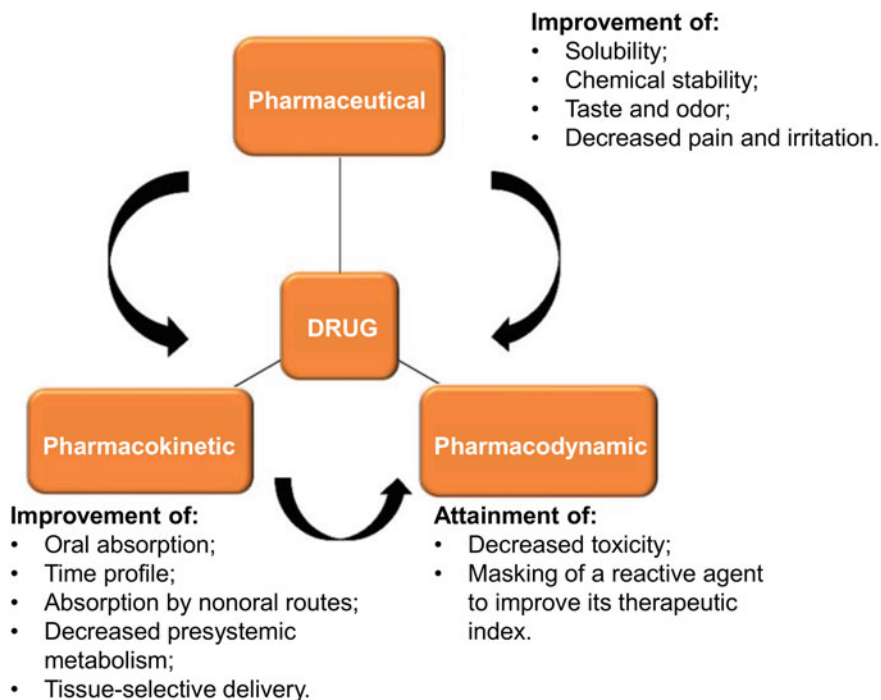 Improvement of:
• Solubility;
• Chemical stability;
• Taste and odor;
• Decreased pain and irritation.
Pharmaceutical
DRUG
Pharmacokinetic
Pharmacodynamic
Improvement of:
• Oral absorption;
• Time profile;
• Absorption by nonoral routes;
• Decreased presystemic
metabolism;
• Tissue-selective delivery.
Attainment of:
• Decreased toxicity;
• Masking of a reactive agent
to improve its therapeutic
index.